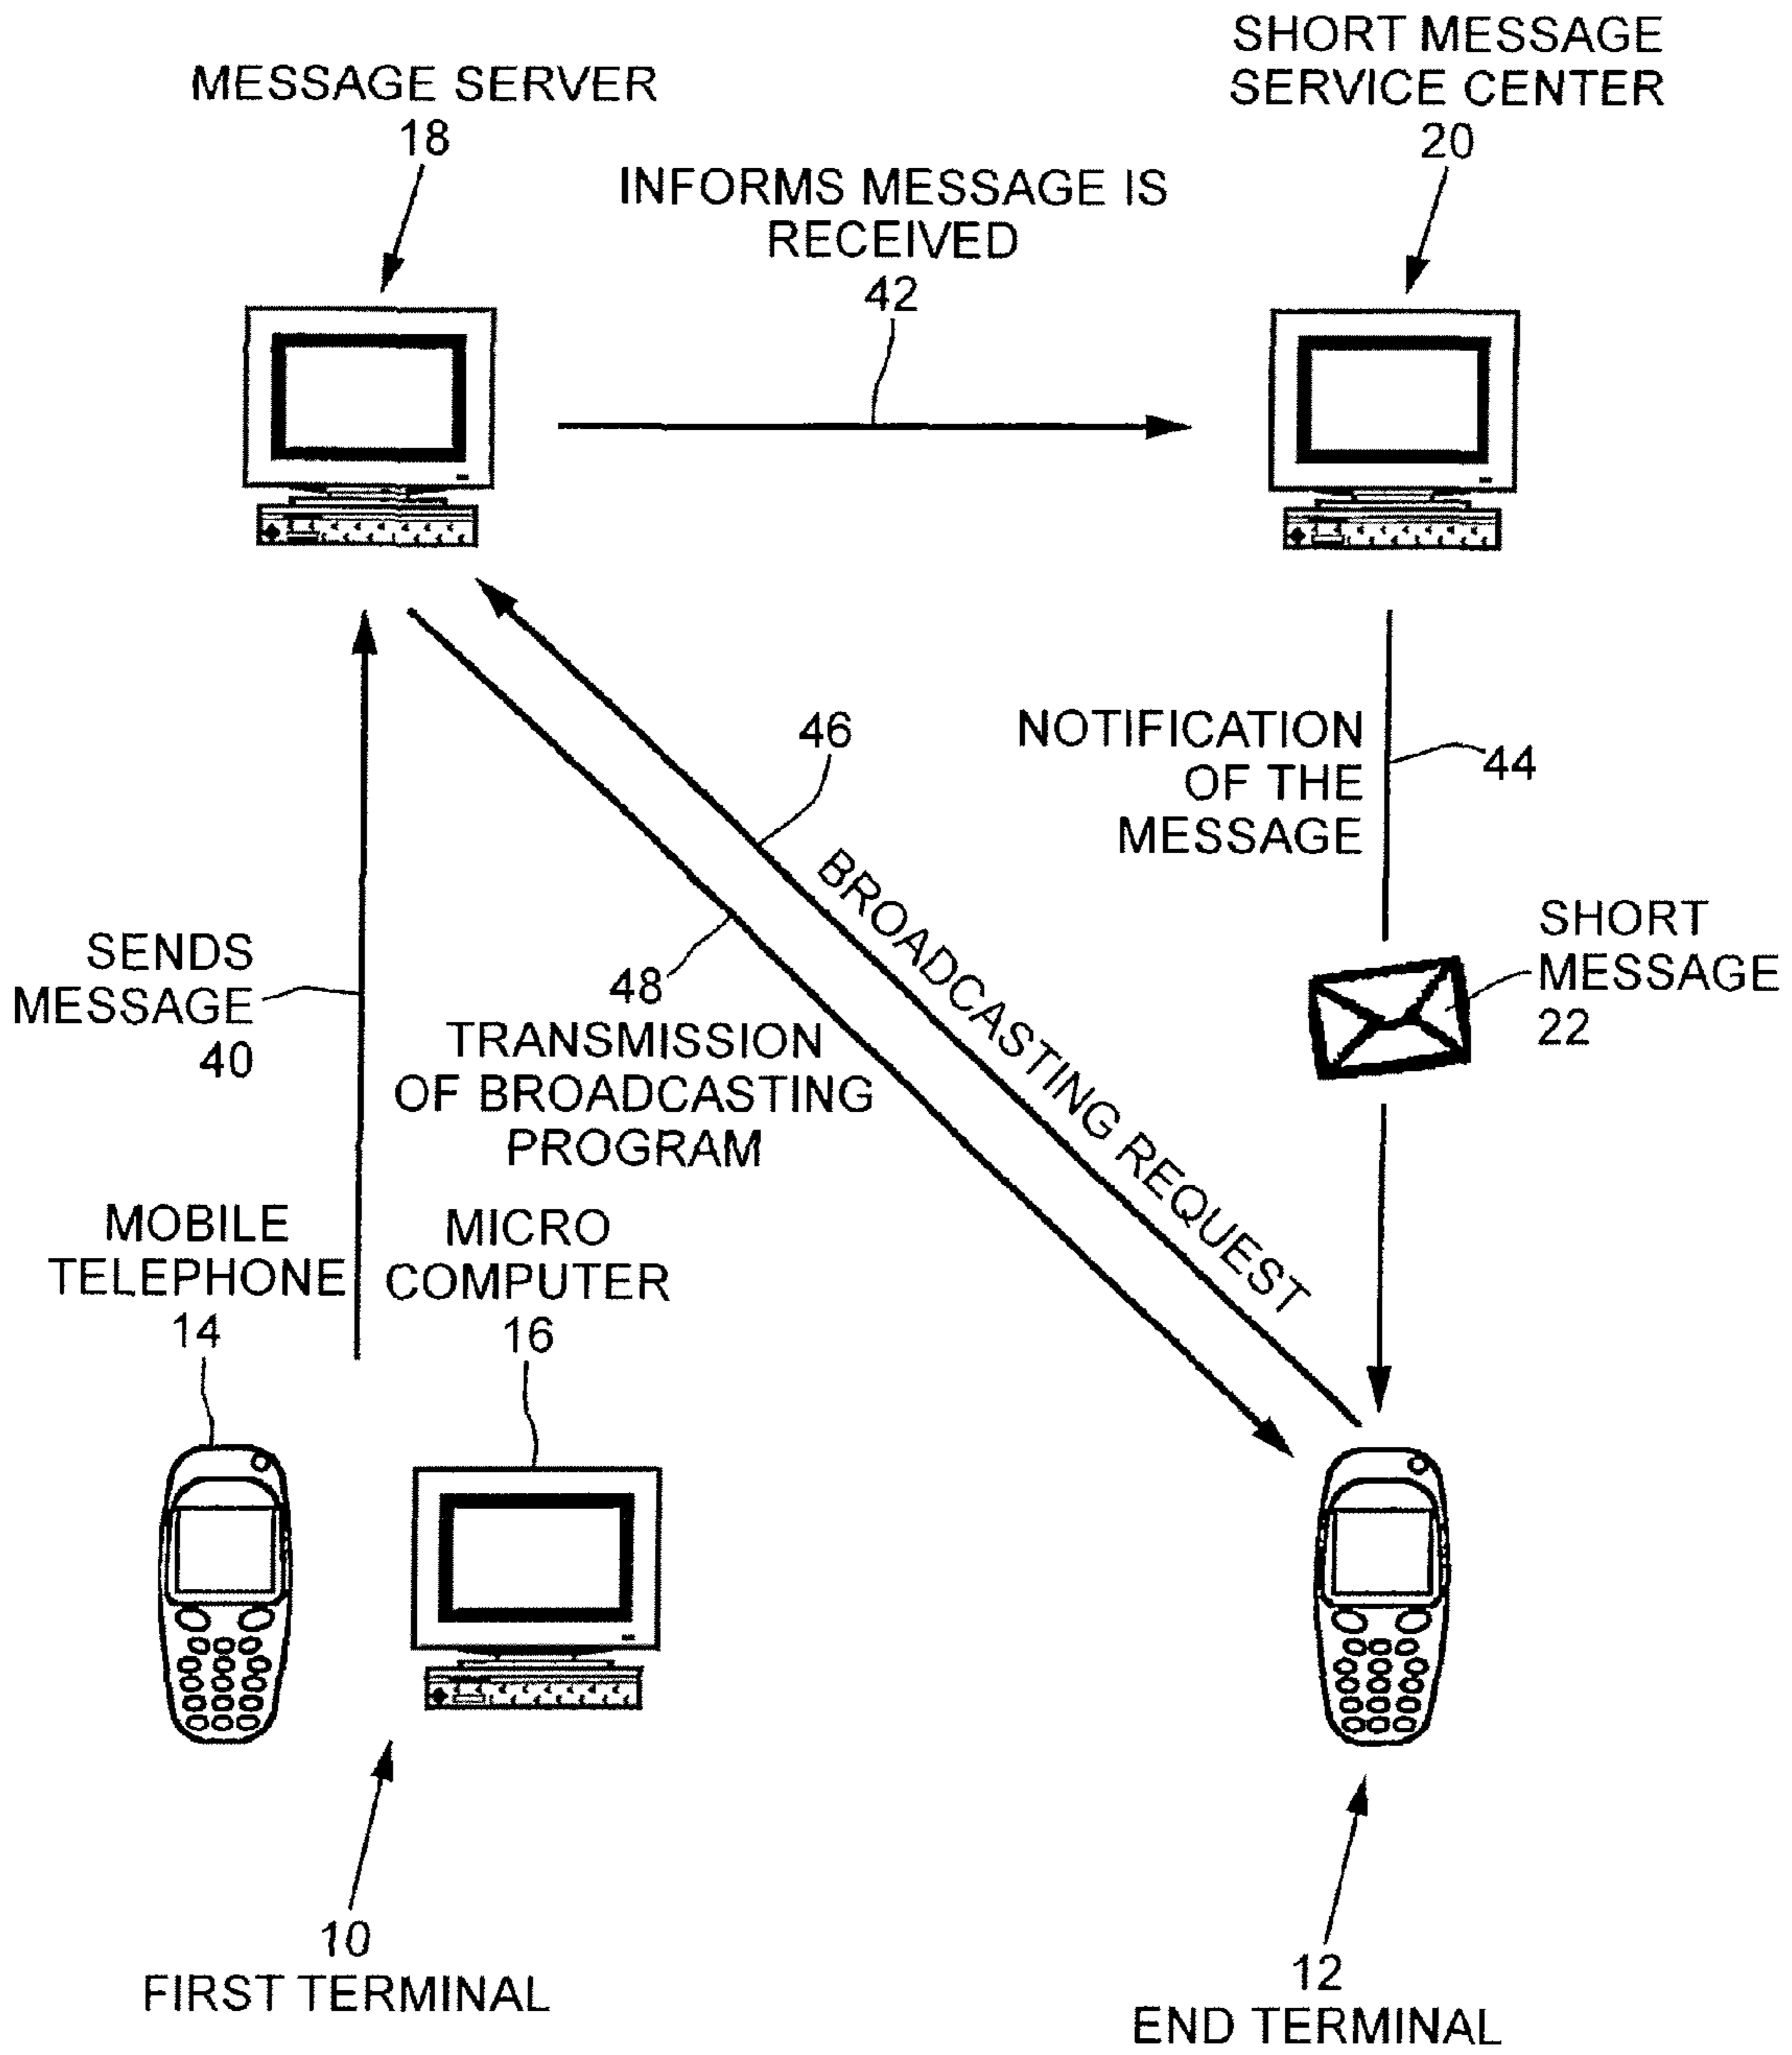 SHORT MESSAGE
SERVICE CENTER
20
MESSAGE SERVER
18
INFORMS MESSAGE IS
RECEIVED
42
46
NOTIFICATION
OF THE
MESSAGE
44
BROADCASTING REQUEST
SHORT
MESSAGE
22
SENDS
MESSAGE
40
48
TRANSMISSION
OF BROADCASTING
PROGRAM
MOBILE
TELEPHONE
14
MICRO
COMPUTER
16
10
FIRST TERMINAL
12
END TERMINAL